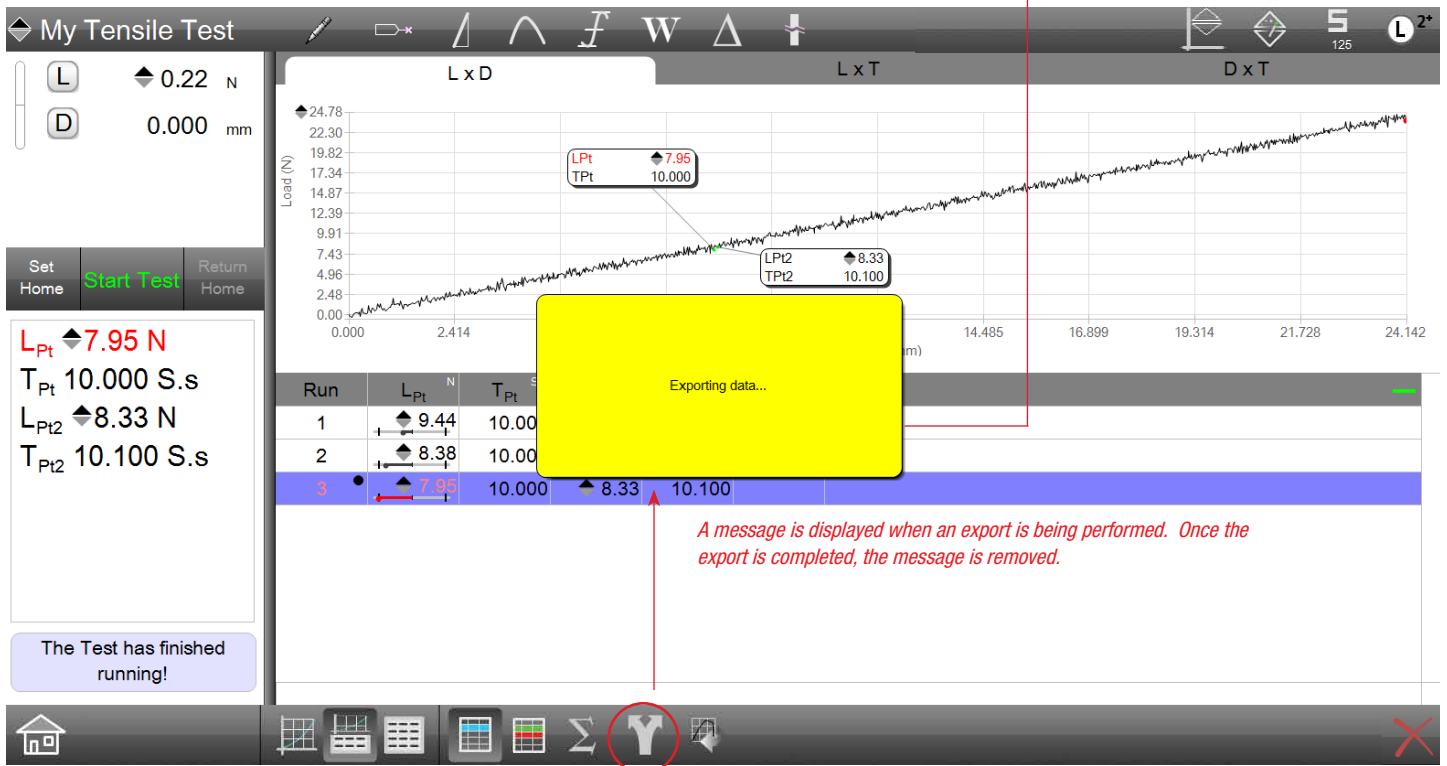 My Tensile Test
W
5
125
L 2+
L 0.22 N
D 0.000 mm
L x D
L x T
D x T
24.78
22.30
19.82
17.34
14.87
12.39
9.91
7.43
4.96
2.48
0.00
Load (N)
LPt 7.95
TPt 10.000
LPt2 8.33
TPt2 10.100
0.000 2.414 14.485 16.899 19.314 21.728 24.142
Set
Home
Start Test
Return
Home
LPt 7.95 N
TPt 10.000 S.s
LPt2 8.33 N
TPt2 10.100 S.s
The Test has finished
running!
Exporting data...
Run LPt N TPt S
1 9.44 10.00
2 8.38 10.00
3 7.95 10.000 8.33 10.100
A message is displayed when an export is being performed. Once the
export is completed, the message is removed.
Σ